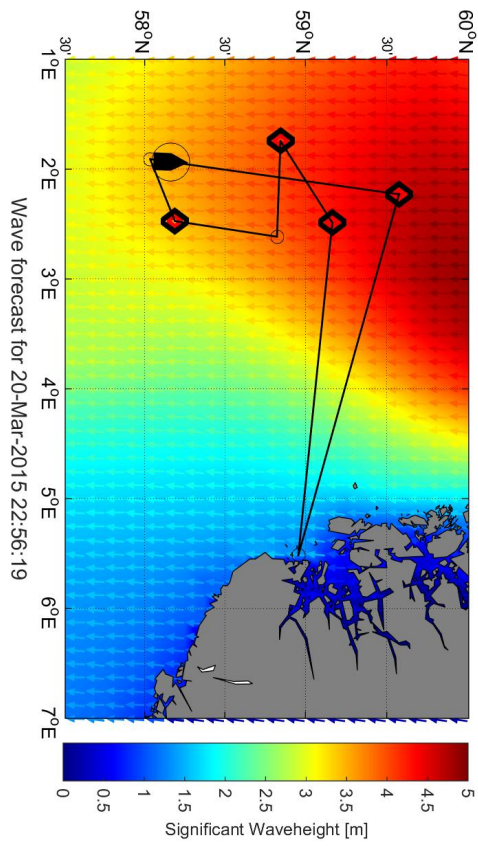 30'
58°N
30'
59°N
30'
60°N
1°E
2°E
3°E
4°E
5°E
6°E
7°E
Wave forecast for 20-Mar-2015 22:56:19
0
0.5
1
1.5
2
2.5
3
3.5
4
4.5
5
Significant Waveheight [m]